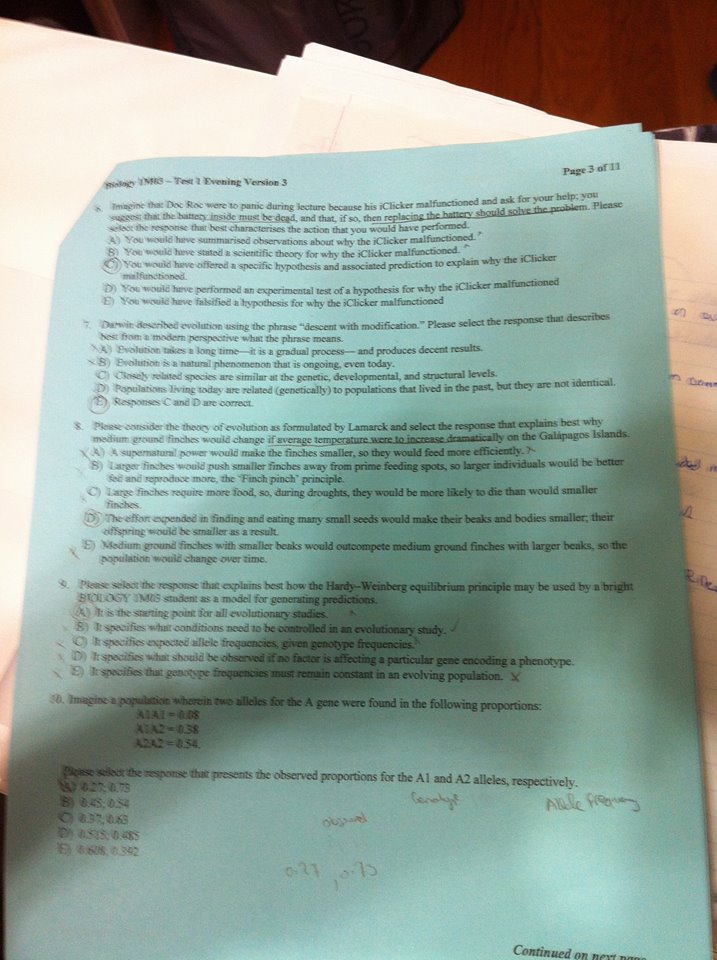 Biology 1M03 – Test 1 Evening Version 3
Page 3 of 11
6. Imagine that Doc Roc were to panic during lecture because his iClicker malfunctioned and ask for your help; you
suggest that the battery inside must be dead, and that, if so, then replacing the battery should solve the problem. Please
select the response that best characterises the action that you would have performed.
A) You would have summarised observations about why the iClicker malfunctioned.
B) You would have stated a scientific theory for why the iClicker malfunctioned.
C) You would have offered a specific hypothesis and associated prediction to explain why the iClicker
malfunctioned.
D) You would have performed an experimental test of a hypothesis for why the iClicker malfunctioned
E) You would have falsified a hypothesis for why the iClicker malfunctioned
7. Darwin described evolution using the phrase “descent with modification.” Please select the response that describes
best from a modern perspective what the phrase means.
A) Evolution takes a long time—it is a gradual process— and produces decent results.
B) Evolution is a natural phenomenon that is ongoing, even today.
C) Closely related species are similar at the genetic, developmental, and structural levels.
D) Populations living today are related (genetically) to populations that lived in the past, but they are not identical.
E) Responses C and D are correct.
8. Please consider the theory of evolution as formulated by Lamarck and select the response that explains best why
medium ground finches would change if average temperature were to increase dramatically on the Galápagos Islands.
A) A supernatural power would make the finches smaller, so they would feed more efficiently.
B) Larger finches would push smaller finches away from prime feeding spots, so larger individuals would be better
fed and reproduce more, the ‘Finch pinch’ principle.
C) Large finches require more food, so, during droughts, they would be more likely to die than would smaller
finches.
D) The effort expended in finding and eating many small seeds would make their beaks and bodies smaller; their
offspring would be smaller as a result.
E) Medium ground finches with smaller beaks would outcompete medium ground finches with larger beaks, so the
population would change over time.
9. Please select the response that explains best how the Hardy–Weinberg equilibrium principle may be used by a bright
BIOLOGY 1M03 student as a model for generating predictions.
A) It is the starting point for all evolutionary studies.
B) It specifies what conditions need to be controlled in an evolutionary study.
C) It specifies expected allele frequencies, given genotype frequencies.
D) It specifies what should be observed if no factor is affecting a particular gene encoding a phenotype.
E) It specifies that genotype frequencies must remain constant in an evolving population. X
10. Imagine a population wherein two alleles for the A gene were found in the following proportions:
A1A1 = 0.08
A1A2 = 0.38
A2A2 = 0.54.
Please select the response that presents the observed proportions for the A1 and A2 alleles, respectively.
A) 0.27, 0.73
B) 0.45, 0.54
C) 0.37, 0.63
D) 0.515, 0.485
E) 0.608, 0.392
Genotype
Allele frequency
observed
0.27, 0.73
Continued on next page